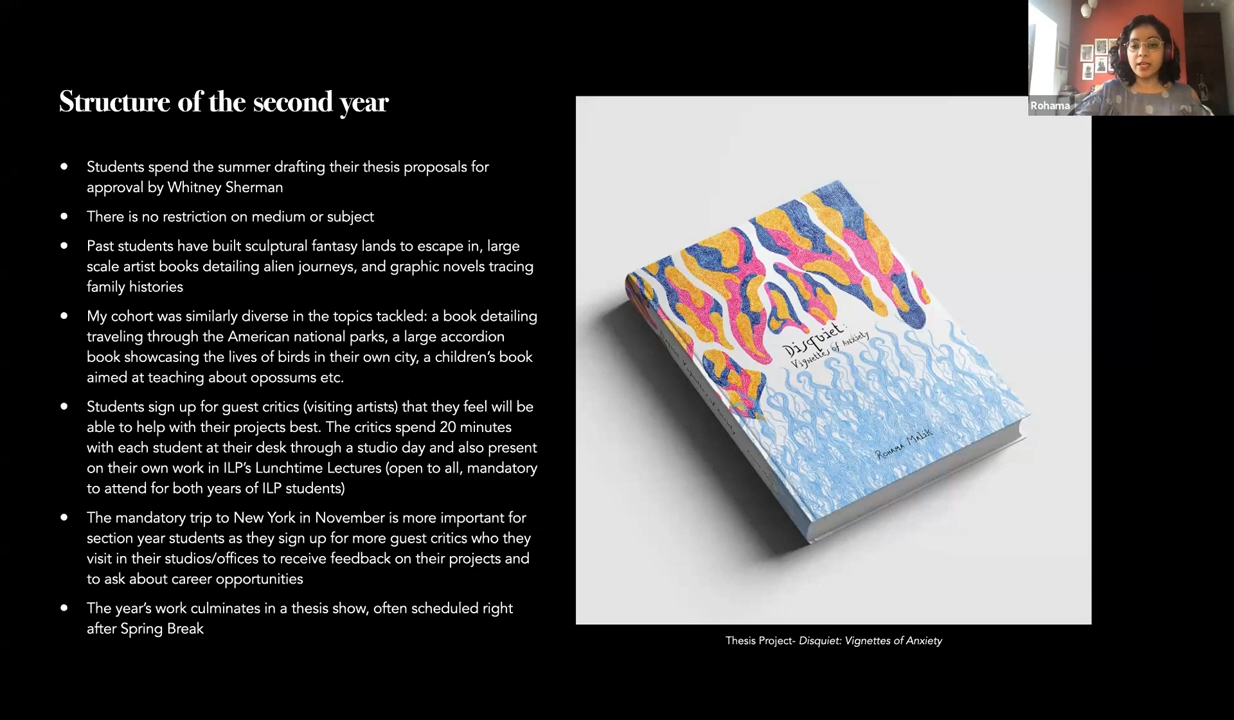 Structure of the second year
● Students spend the summer drafting their thesis proposals for
approval by Whitney Sherman
● There is no restriction on medium or subject
● Past students have built sculptural fantasy lands to escape in, large
scale artist books detailing alien journeys, and graphic novels tracing
family histories
● My cohort was similarly diverse in the topics tackled: a book detailing
traveling through the American national parks, a large accordion
book showcasing the lives of birds in their own city, a children's book
aimed at teaching about opossums etc.
● Students sign up for guest critics (visiting artists) that they feel will be
able to help with their projects best. The critics spend 20 minutes
with each student at their desk through a studio day and also present
on their own work in ILP's Lunchtime Lectures (open to all, mandatory
to attend for both years of ILP students)
● The mandatory trip to New York in November is more important for
section year students as they sign up for more guest critics who they
visit in their studios/offices to receive feedback on their projects and
to ask about career opportunities
● The year's work culminates in a thesis show, often scheduled right
after Spring Break
Disquiet:
Vignettes of Anxiety
Rohama Malik
Thesis Project- Disquiet: Vignettes of Anxiety
Rohama